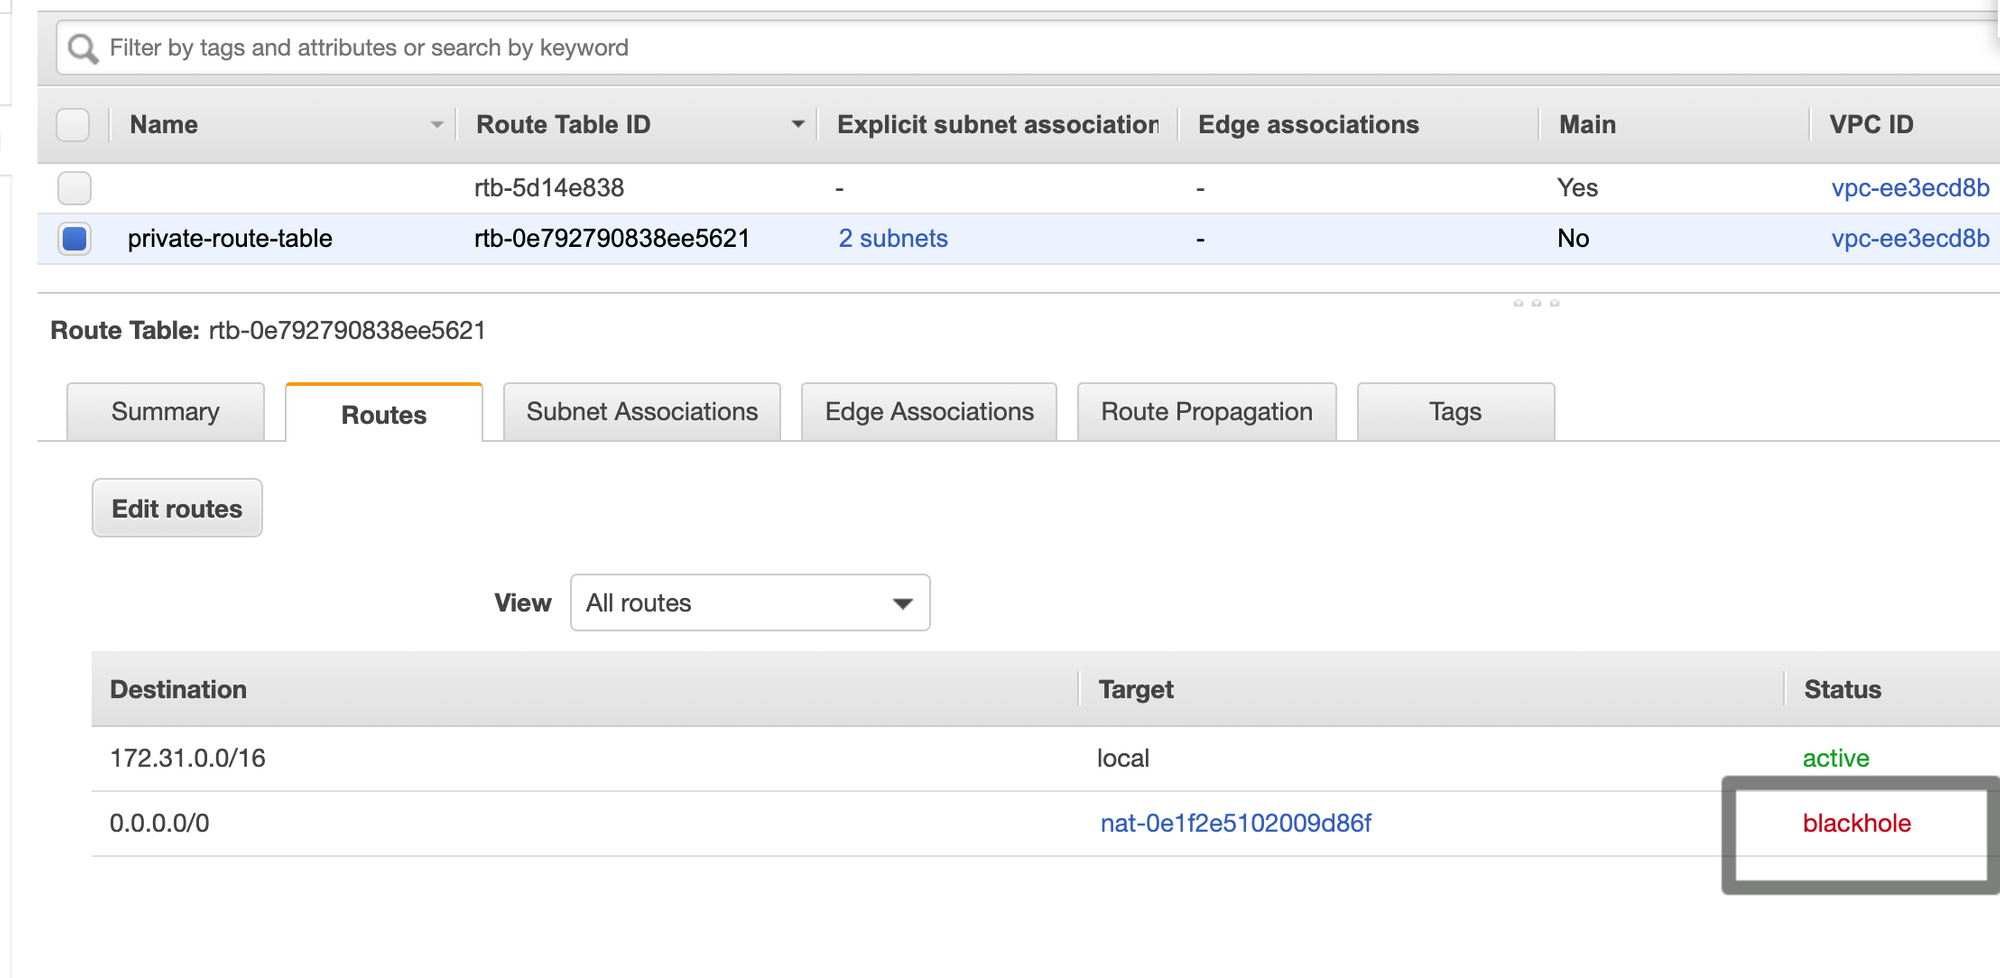 Filter by tags and attributes or search by keyword
Name Route Table ID Explicit subnet association Edge associations Main VPC ID
rtb-5d14e838 - - Yes vpc-ee3ecd8b
private-route-table rtb-0e792790838ee5621 2 subnets - No vpc-ee3ecd8b
Route Table: rtb-0e792790838ee5621
Summary Routes Subnet Associations Edge Associations Route Propagation Tags
Edit routes
View All routes
Destination Target Status
172.31.0.0/16 local active
0.0.0.0/0 nat-0e1f2e5102009d86f blackhole